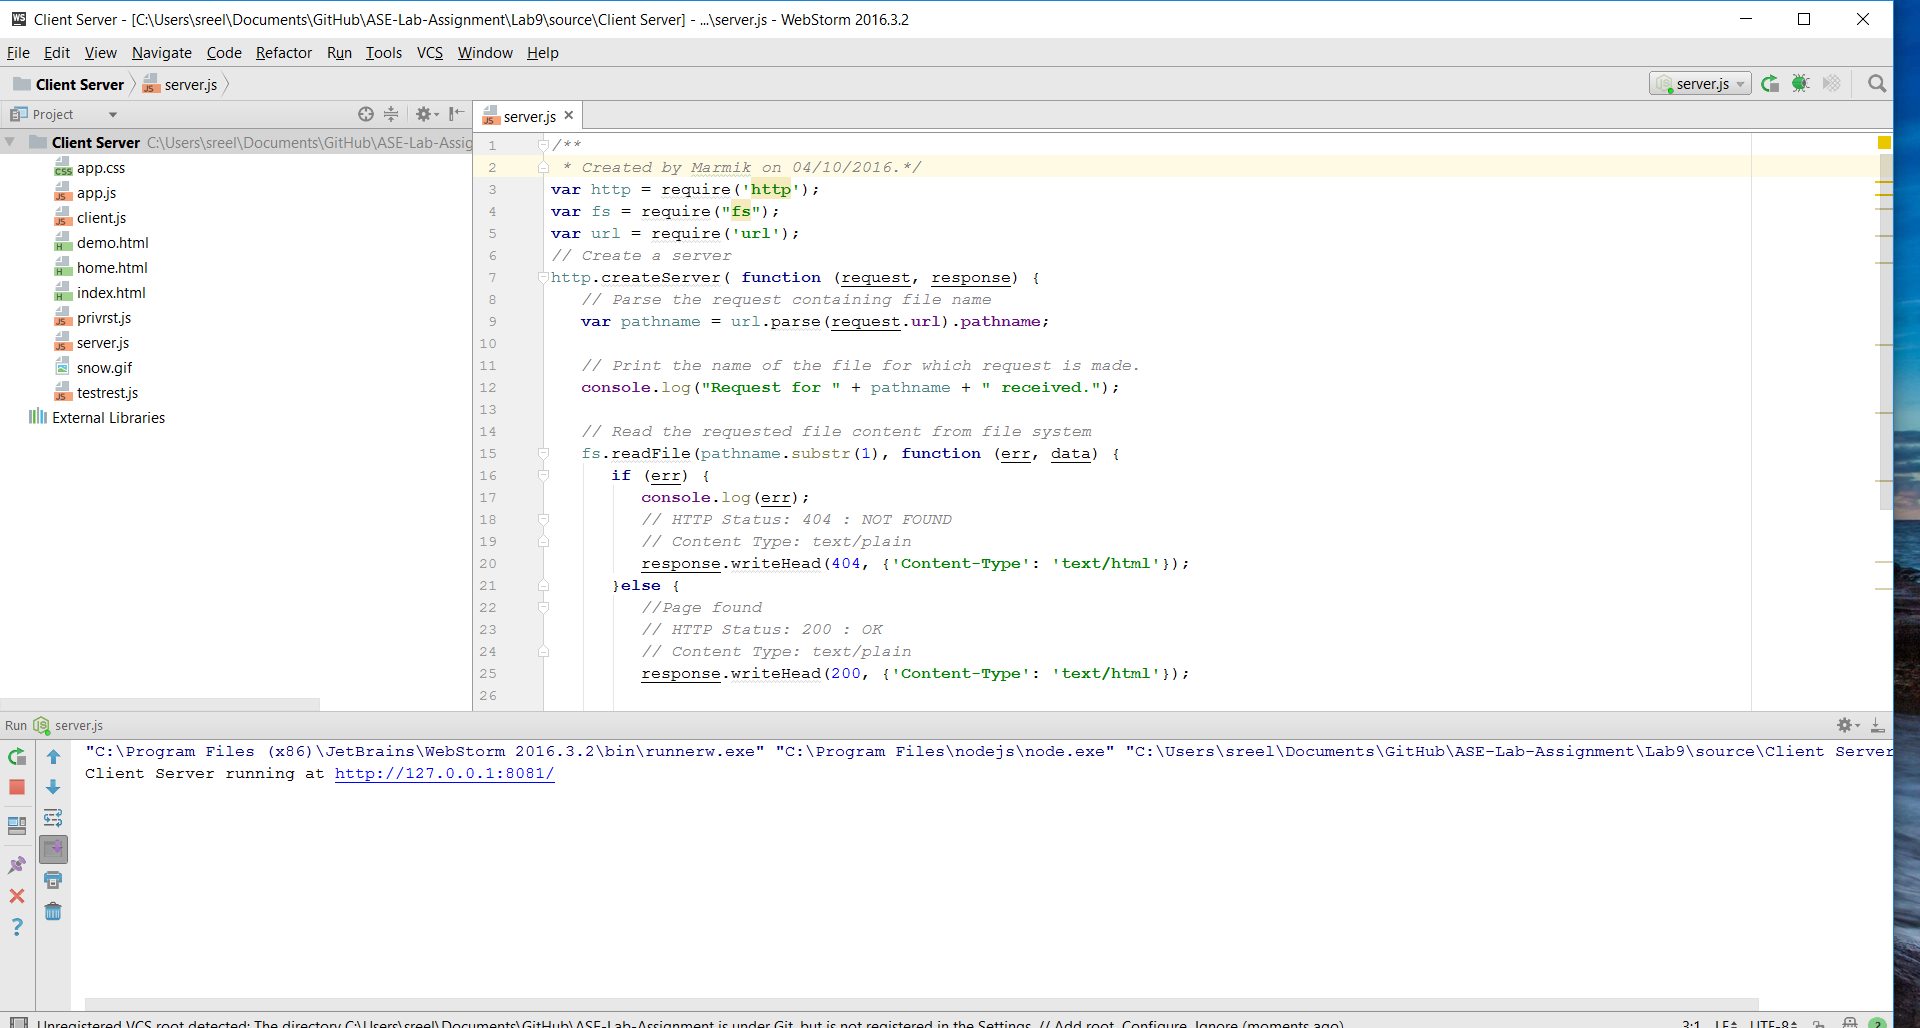 WS Client Server - [C:\Users\sreel\Documents\GitHub\ASE-Lab-Assignment\Lab9\source\Client Server] - ...\server.js - WebStorm 2016.3.2
File Edit View Navigate Code Refactor Run Tools VCS Window Help
Client Server server.js server.js
Project server.js
Client Server C:\Users\sreel\Documents\GitHub\ASE-Lab-Assig
app.css
app.js
client.js
demo.html
home.html
index.html
privrst.js
server.js
snow.gif
testrest.js
External Libraries
1 /**
2 * Created by Marmik on 04/10/2016.*/
3 var http = require('http');
4 var fs = require("fs");
5 var url = require('url');
6 // Create a server
7 http.createServer( function (request, response) {
8 // Parse the request containing file name
9 var pathname = url.parse(request.url).pathname;
10
11 // Print the name of the file for which request is made.
12 console.log("Request for " + pathname + " received.");
13
14 // Read the requested file content from file system
15 fs.readFile(pathname.substr(1), function (err, data) {
16 if (err) {
17 console.log(err);
18 // HTTP Status: 404 : NOT FOUND
19 // Content Type: text/plain
20 response.writeHead(404, {'Content-Type': 'text/html'});
21 }else {
22 //Page found
23 // HTTP Status: 200 : OK
24 // Content Type: text/plain
25 response.writeHead(200, {'Content-Type': 'text/html'});
26
Run server.js
"C:\Program Files (x86)\JetBrains\WebStorm 2016.3.2\bin\runnerw.exe" "C:\Program Files\nodejs\node.exe" "C:\Users\sreel\Documents\GitHub\ASE-Lab-Assignment\Lab9\source\Client Server
Client Server running at http://127.0.0.1:8081/
Unregistered VCS root detected: The directory C:\Users\sreel\Documents\GitHub\ASE-Lab-Assignment is under Git, but is not registered in the Settings. // Add root Configure Ignore (moments ago) 3:1 LF UTF-8 2